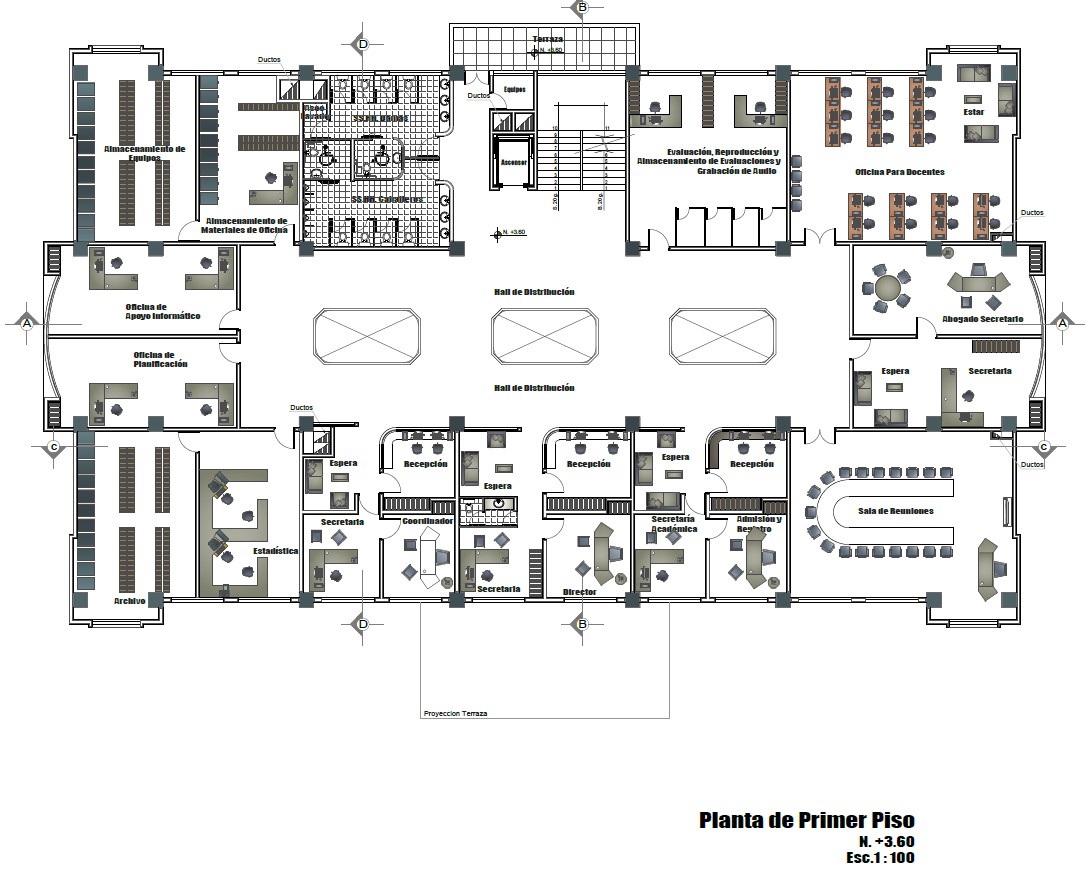 B
D
Terraza
N. +3.60
Ductos
Equipos
Ductos
SS.HH. Damas
Almacenamiento de
Equipos
Ascensor
Estar
Evaluación, Reproducción y
Almacenamiento de Evaluaciones y
Grabación de Audio
Oficina Para Docentes
SS.HH. Caballeros
Almacenamiento de
Materiales de Oficina
N. +3.60
Ductos
Oficina de
Apoyo Informático
Hall de Distribución
Abogado Secretario
A
A
Oficina de
Planificación
Espera
Secretaria
Hall de Distribución
Ductos
C
C
Espera
Recepción
Espera
Recepción
Espera
Recepción
Ductos
Sala de Reuniones
Secretaria
Coordinador
Secretaría
Académica
Admision y
Registro
Estadística
Secretaria
Director
Archivo
D
B
Proyeccion Terraza
Planta de Primer Piso
N. +3.60
Esc.1 : 100